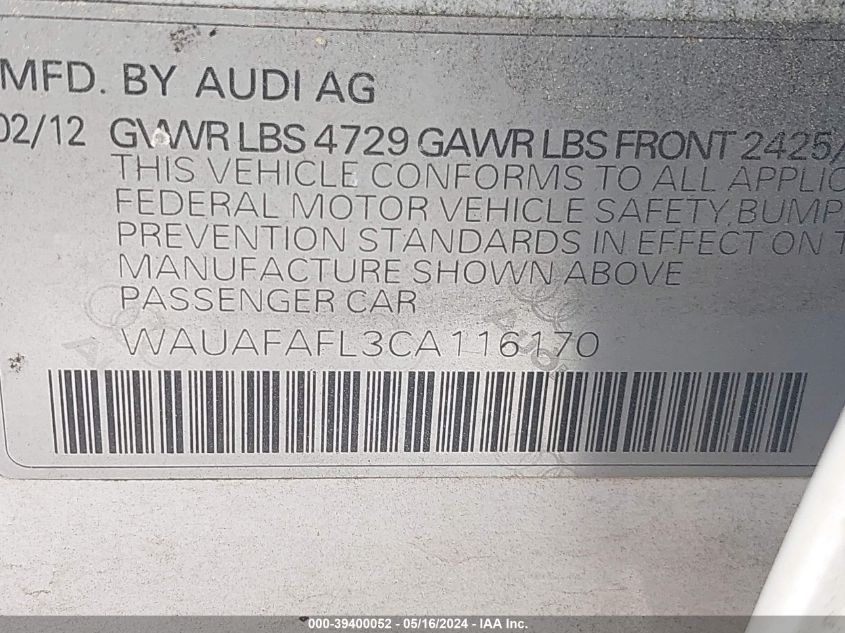 MFD. BY AUDI AG
02/12 GVWR LBS 4729 GAWR LBS FRONT 2425/
THIS VEHICLE CONFORMS TO ALL APPLIC
FEDERAL MOTOR VEHICLE SAFETY, BUMP
PREVENTION STANDARDS IN EFFECT ON T
MANUFACTURE SHOWN ABOVE
PASSENGER CAR
WAUAFAFL3CA116170
000-39400052 - 05/16/2024 - IAA, Inc.